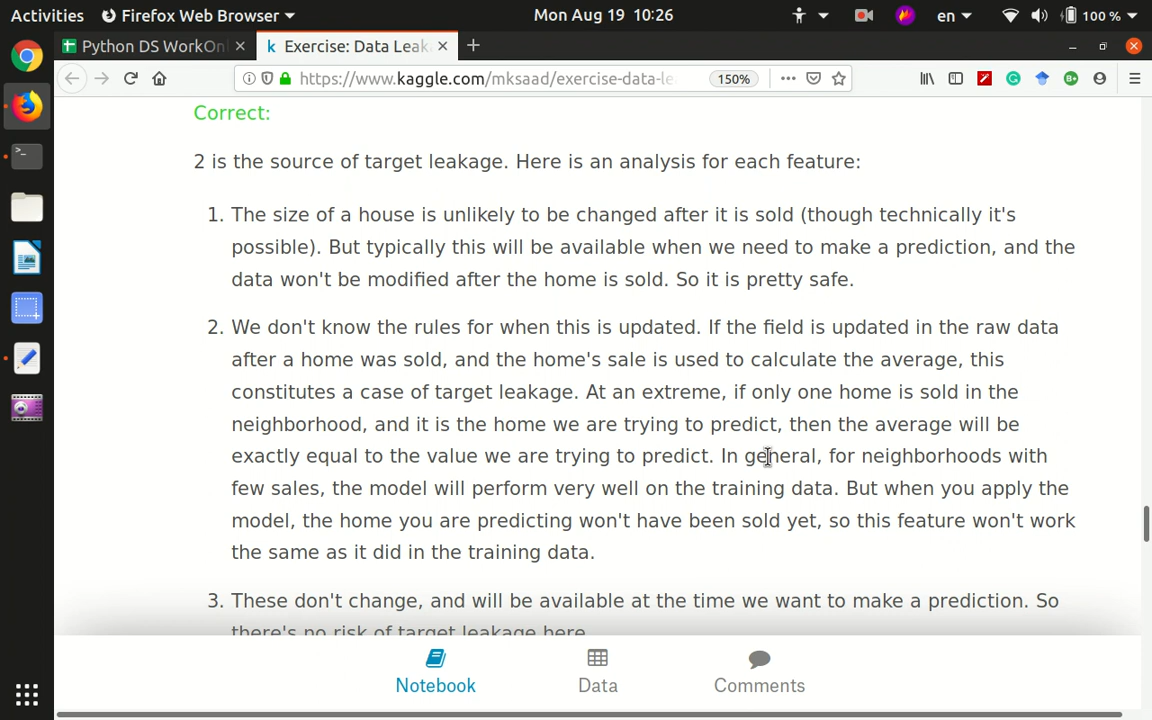 Activities Firefox Web Browser Mon Aug 19 10:26 en 100 %
Python DS WorkOn Exercise: Data Leak
https://www.kaggle.com/mksaad/exercise-data-le 150%
Correct:
2 is the source of target leakage. Here is an analysis for each feature:
1. The size of a house is unlikely to be changed after it is sold (though technically it's
possible). But typically this will be available when we need to make a prediction, and the
data won't be modified after the home is sold. So it is pretty safe.
2. We don't know the rules for when this is updated. If the field is updated in the raw data
after a home was sold, and the home's sale is used to calculate the average, this
constitutes a case of target leakage. At an extreme, if only one home is sold in the
neighborhood, and it is the home we are trying to predict, then the average will be
exactly equal to the value we are trying to predict. In general, for neighborhoods with
few sales, the model will perform very well on the training data. But when you apply the
model, the home you are predicting won't have been sold yet, so this feature won't work
the same as it did in the training data.
3. These don't change, and will be available at the time we want to make a prediction. So
there's no risk of target leakage here
Notebook Data Comments